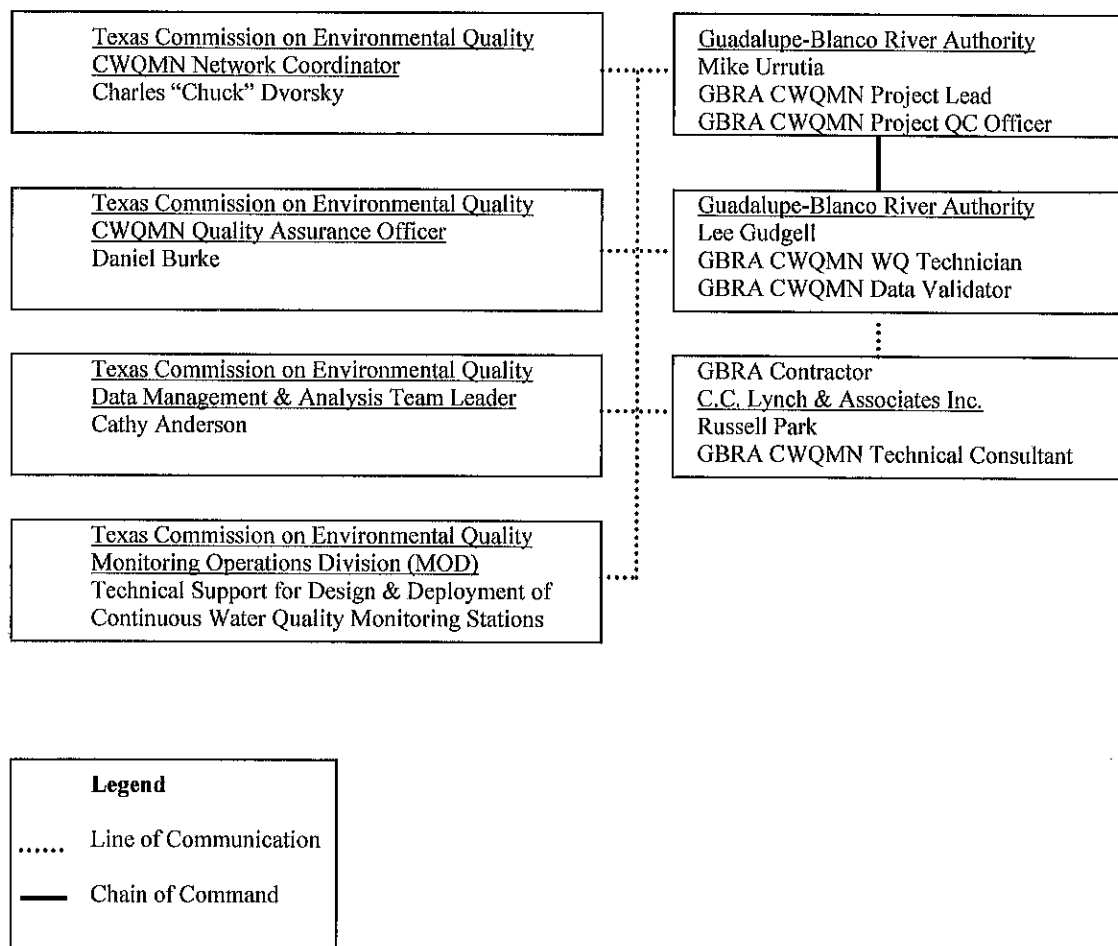 Texas Commission on Environmental Quality
CWQMN Network Coordinator
Charles “Chuck” Dvorsky
Guadalupe-Blanco River Authority
Mike Urrutia
GBRA CWQMN Project Lead
GBRA CWQMN Project QC Officer
Texas Commission on Environmental Quality
CWQMN Quality Assurance Officer
Daniel Burke
Guadalupe-Blanco River Authority
Lee Gudgell
GBRA CWQMN WQ Technician
GBRA CWQMN Data Validator
Texas Commission on Environmental Quality
Data Management & Analysis Team Leader
Cathy Anderson
GBRA Contractor
C.C. Lynch & Associates Inc.
Russell Park
GBRA CWQMN Technical Consultant
Texas Commission on Environmental Quality
Monitoring Operations Division (MOD)
Technical Support for Design & Deployment of
Continuous Water Quality Monitoring Stations
Legend
Line of Communication
Chain of Command